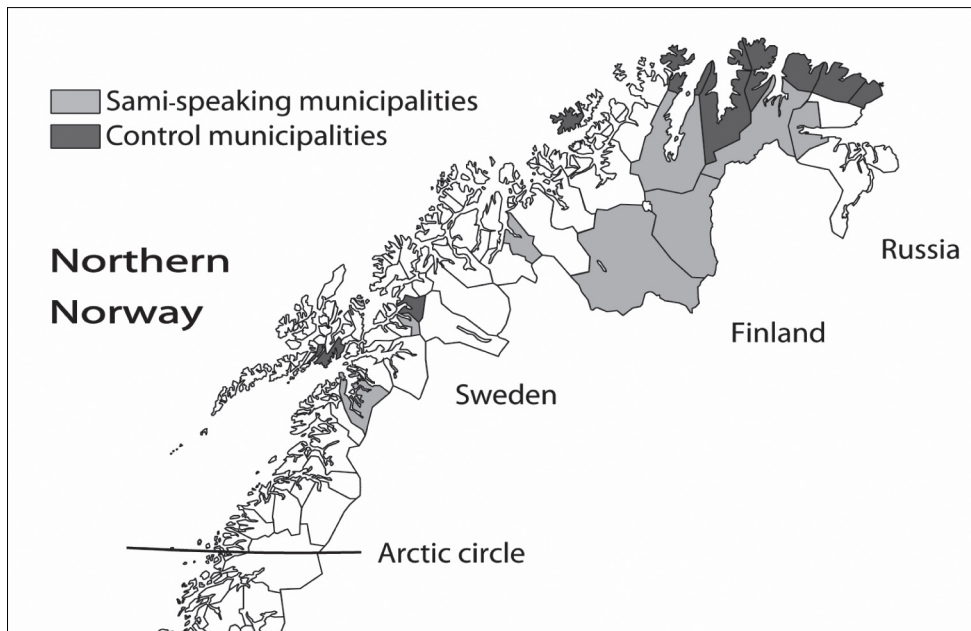 Sami-speaking municipalities
Control municipalities
Northern
Norway
Russia
Finland
Sweden
Arctic circle